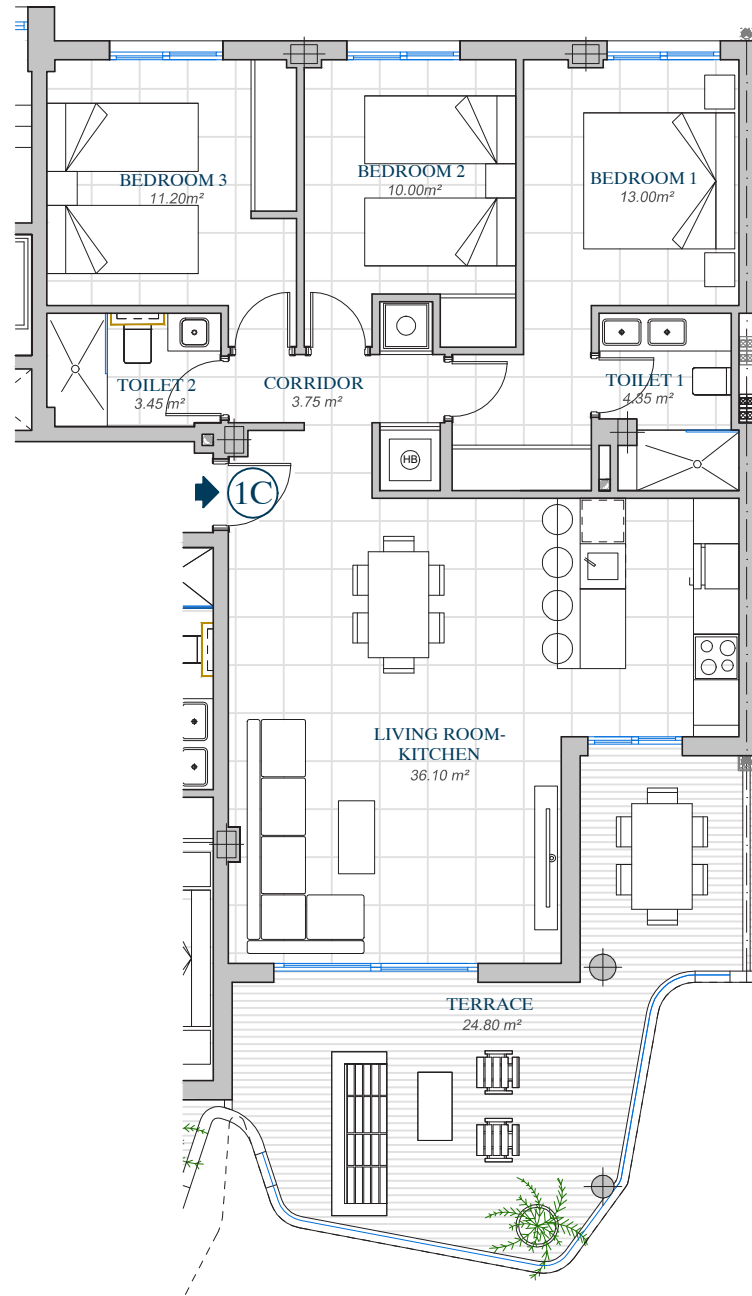 BEDROOM 3
11.20m²
BEDROOM 2
10.00m²
BEDROOM 1
13.00m²
TOILET 2
3.45 m²
CORRIDOR
3.75 m²
TOILET 1
4.35 m²
HB
1C
LIVING ROOM-
KITCHEN
36.10 m²
TERRACE
24.80 m²